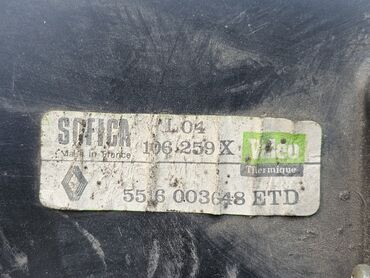 SOFICA L04
Made in France 106 259 X Valeo
Thermique
5516 003648 ETD